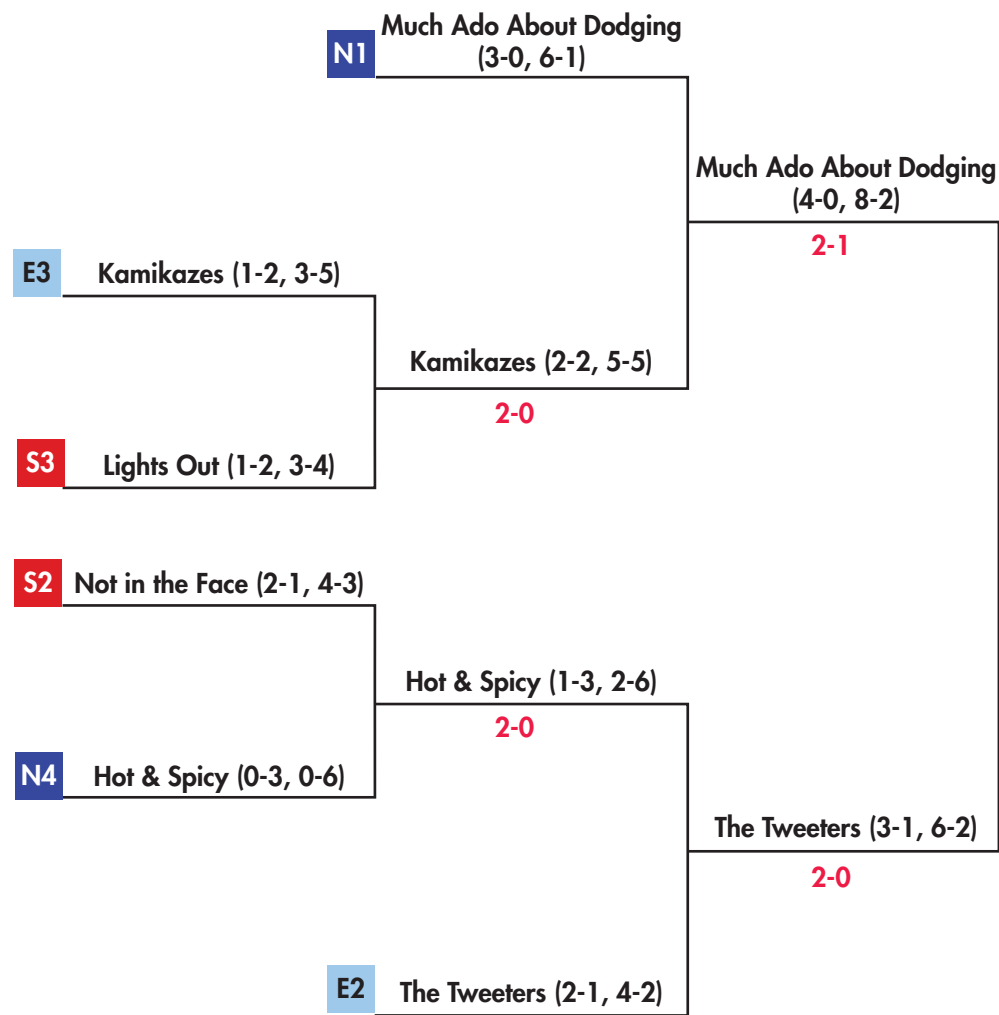 N1
Much Ado About Dodging
(3-0, 6-1)
Much Ado About Dodging
(4-0, 8-2)
2-1
E3
Kamikazes (1-2, 3-5)
Kamikazes (2-2, 5-5)
2-0
S3
Lights Out (1-2, 3-4)
S2
Not in the Face (2-1, 4-3)
Hot & Spicy (1-3, 2-6)
2-0
N4
Hot & Spicy (0-3, 0-6)
The Tweeters (3-1, 6-2)
2-0
E2
The Tweeters (2-1, 4-2)